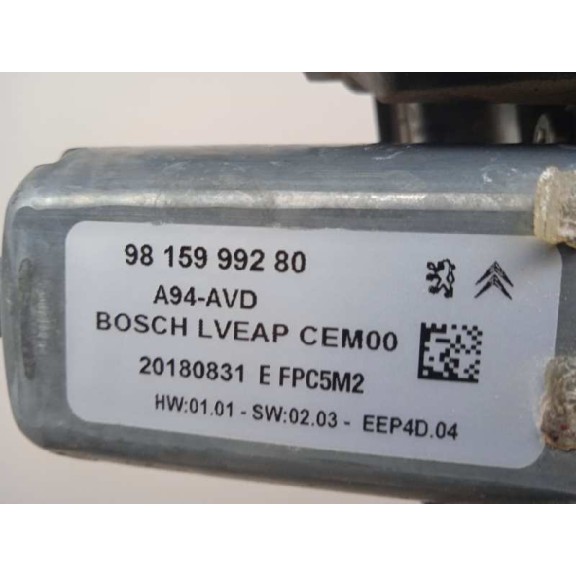 98 159 992 80
A94-AVD
BOSCH LVEAP CEM00
20180831 E FPC5M2
HW:01.01 - SW:02.03 - EEP4D.04